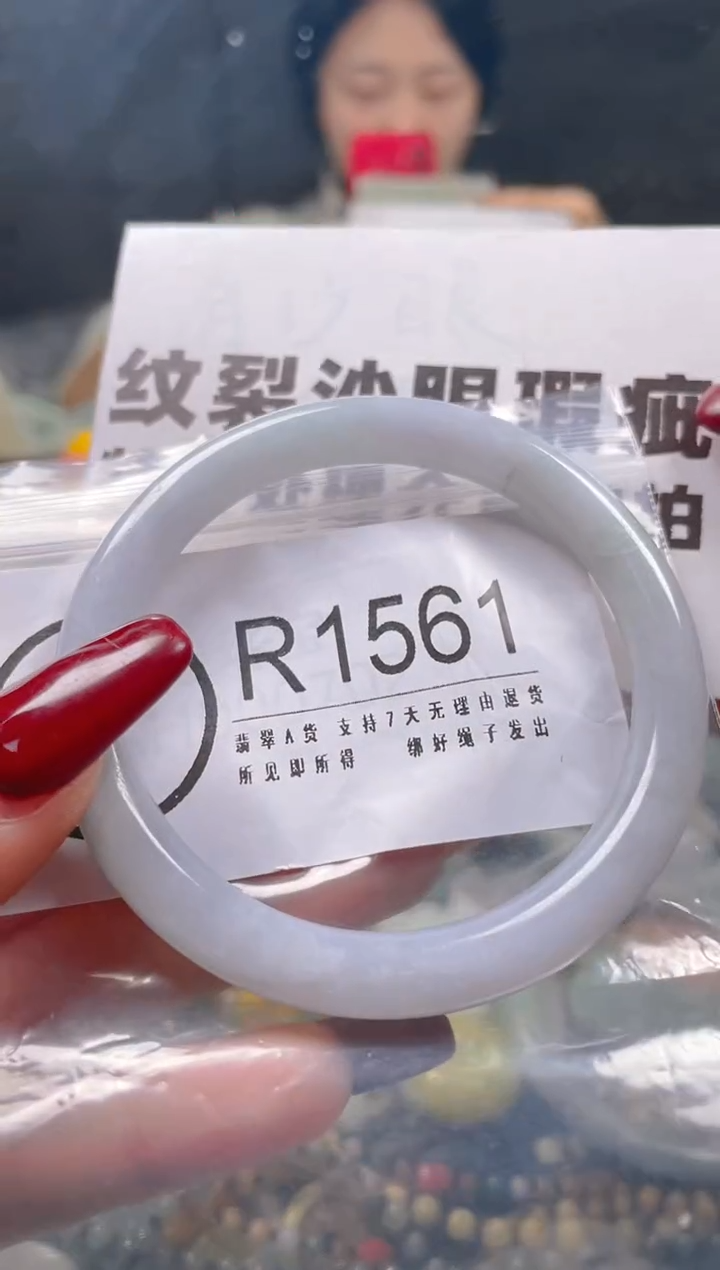 纹裂沙眼瑕疵
拍
R1561
翡翠A货 支持7天无理由退货
所见即所得 绑好绳子发出